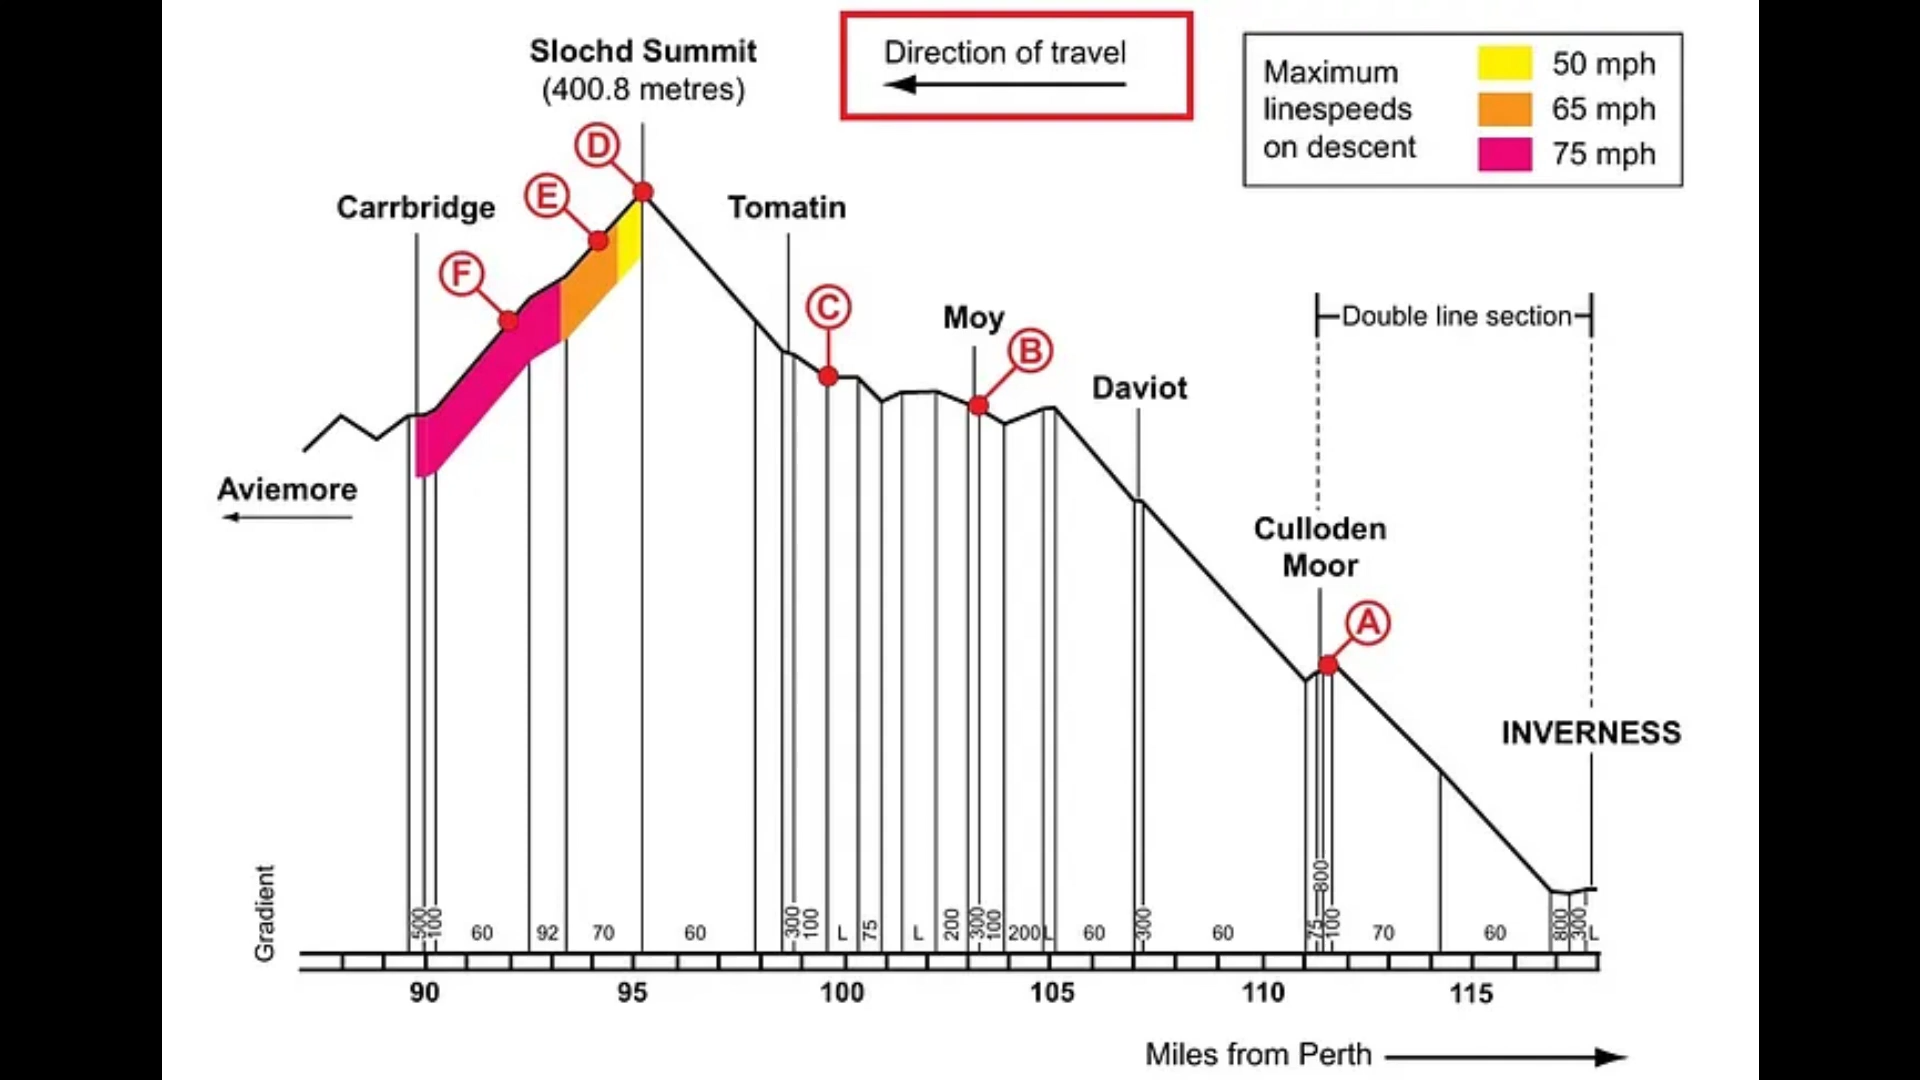 Slochd Summit
(400.8 metres)
Direction of travel
Maximum
linespeeds
on descent
50 mph
65 mph
75 mph
D
E
Carrbridge
Tomatin
F
C
Moy
B
Double line section
Daviot
Aviemore
Culloden
Moor
A
INVERNESS
Gradient
500 100 60 92 70 60 300 100 L 75 L 200 300 100 200 L 60 300 60 75 800 100 70 60 800 300 L
90 95 100 105 110 115
Miles from Perth